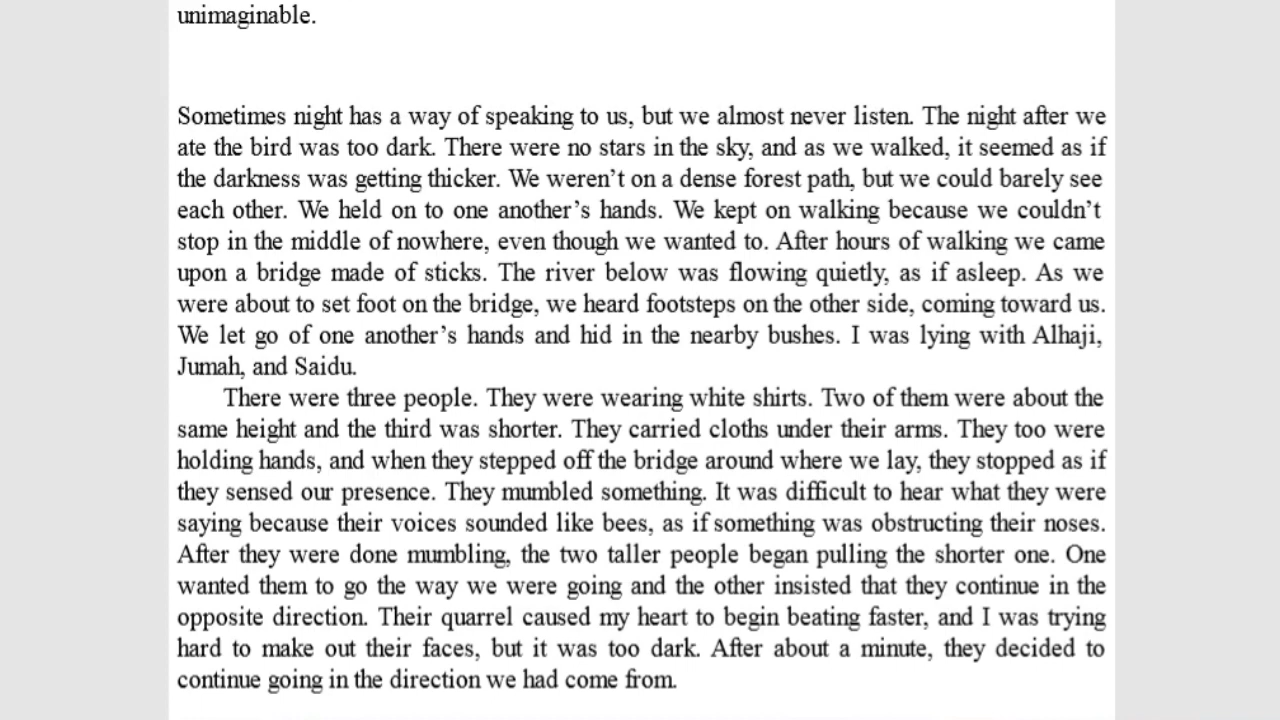 unimaginable.
Sometimes night has a way of speaking to us, but we almost never listen. The night after we
ate the bird was too dark. There were no stars in the sky, and as we walked, it seemed as if
the darkness was getting thicker. We weren’t on a dense forest path, but we could barely see
each other. We held on to one another’s hands. We kept on walking because we couldn’t
stop in the middle of nowhere, even though we wanted to. After hours of walking we came
upon a bridge made of sticks. The river below was flowing quietly, as if asleep. As we
were about to set foot on the bridge, we heard footsteps on the other side, coming toward us.
We let go of one another’s hands and hid in the nearby bushes. I was lying with Alhaji,
Jumah, and Saidu.
There were three people. They were wearing white shirts. Two of them were about the
same height and the third was shorter. They carried cloths under their arms. They too were
holding hands, and when they stepped off the bridge around where we lay, they stopped as if
they sensed our presence. They mumbled something. It was difficult to hear what they were
saying because their voices sounded like bees, as if something was obstructing their noses.
After they were done mumbling, the two taller people began pulling the shorter one. One
wanted them to go the way we were going and the other insisted that they continue in the
opposite direction. Their quarrel caused my heart to begin beating faster, and I was trying
hard to make out their faces, but it was too dark. After about a minute, they decided to
continue going in the direction we had come from.